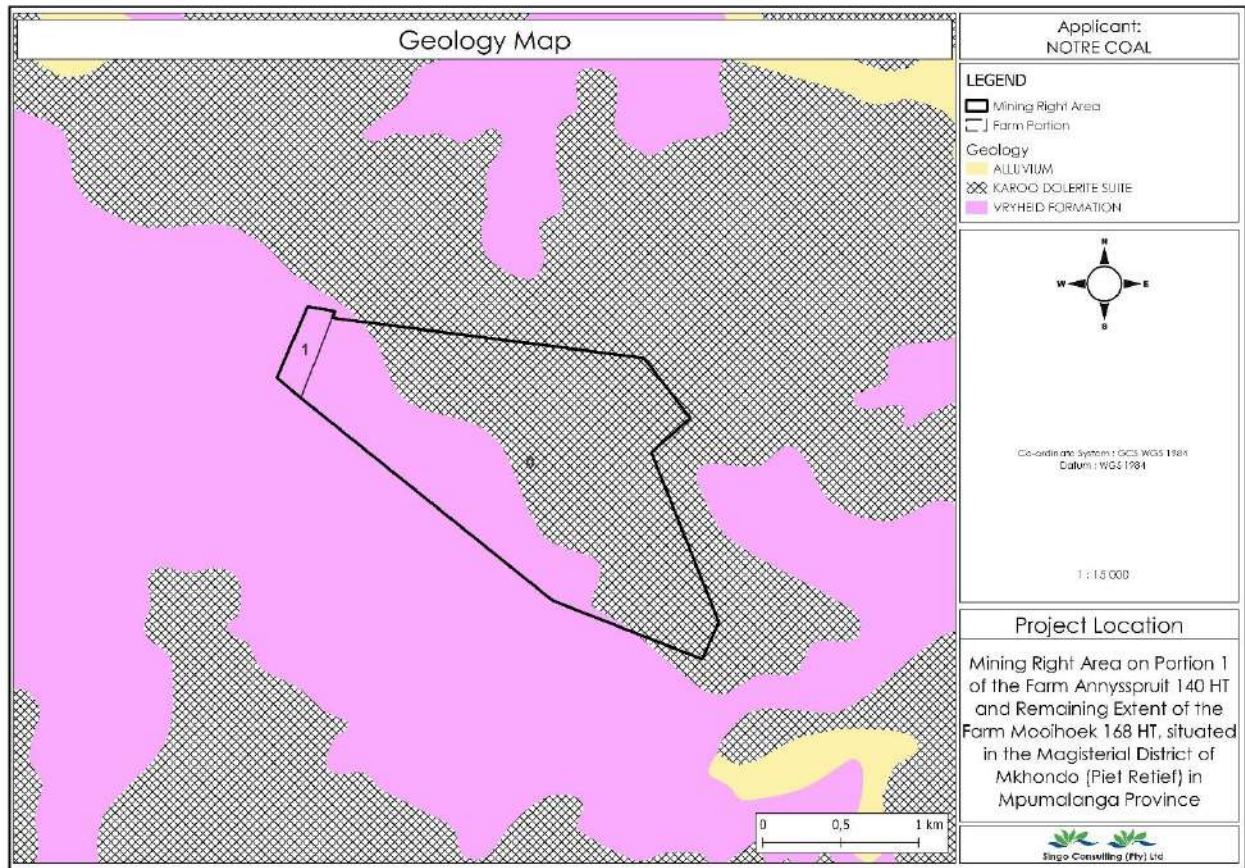 Geology Map
1
0
0 0,5 1 km
Applicant:
NOTRE COAL
LEGEND
Mining Right Area
Farm Portion
Geology
ALLUVIUM
KAROO DOLERITE SUITE
VRYHEID FORMATION
N
W E
S
Co-ordinate System : GCS WGS 1984
Datum : WGS 1984
1 : 15 000
Project Location
Mining Right Area on Portion 1
of the Farm Annysspruit 140 HT
and Remaining Extent of the
Farm Mooihoek 168 HT, situated
in the Magisterial District of
Mkhondo (Piet Retief) in
Mpumalanga Province
Singo Consulting (Pty) Ltd